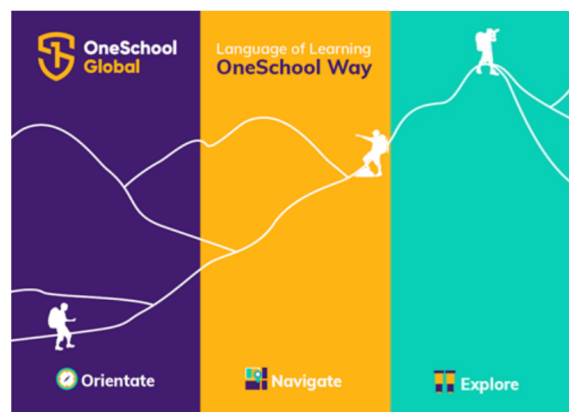 OneSchool
Global
Language of Learning
OneSchool Way
Orientate
Navigate
Explore